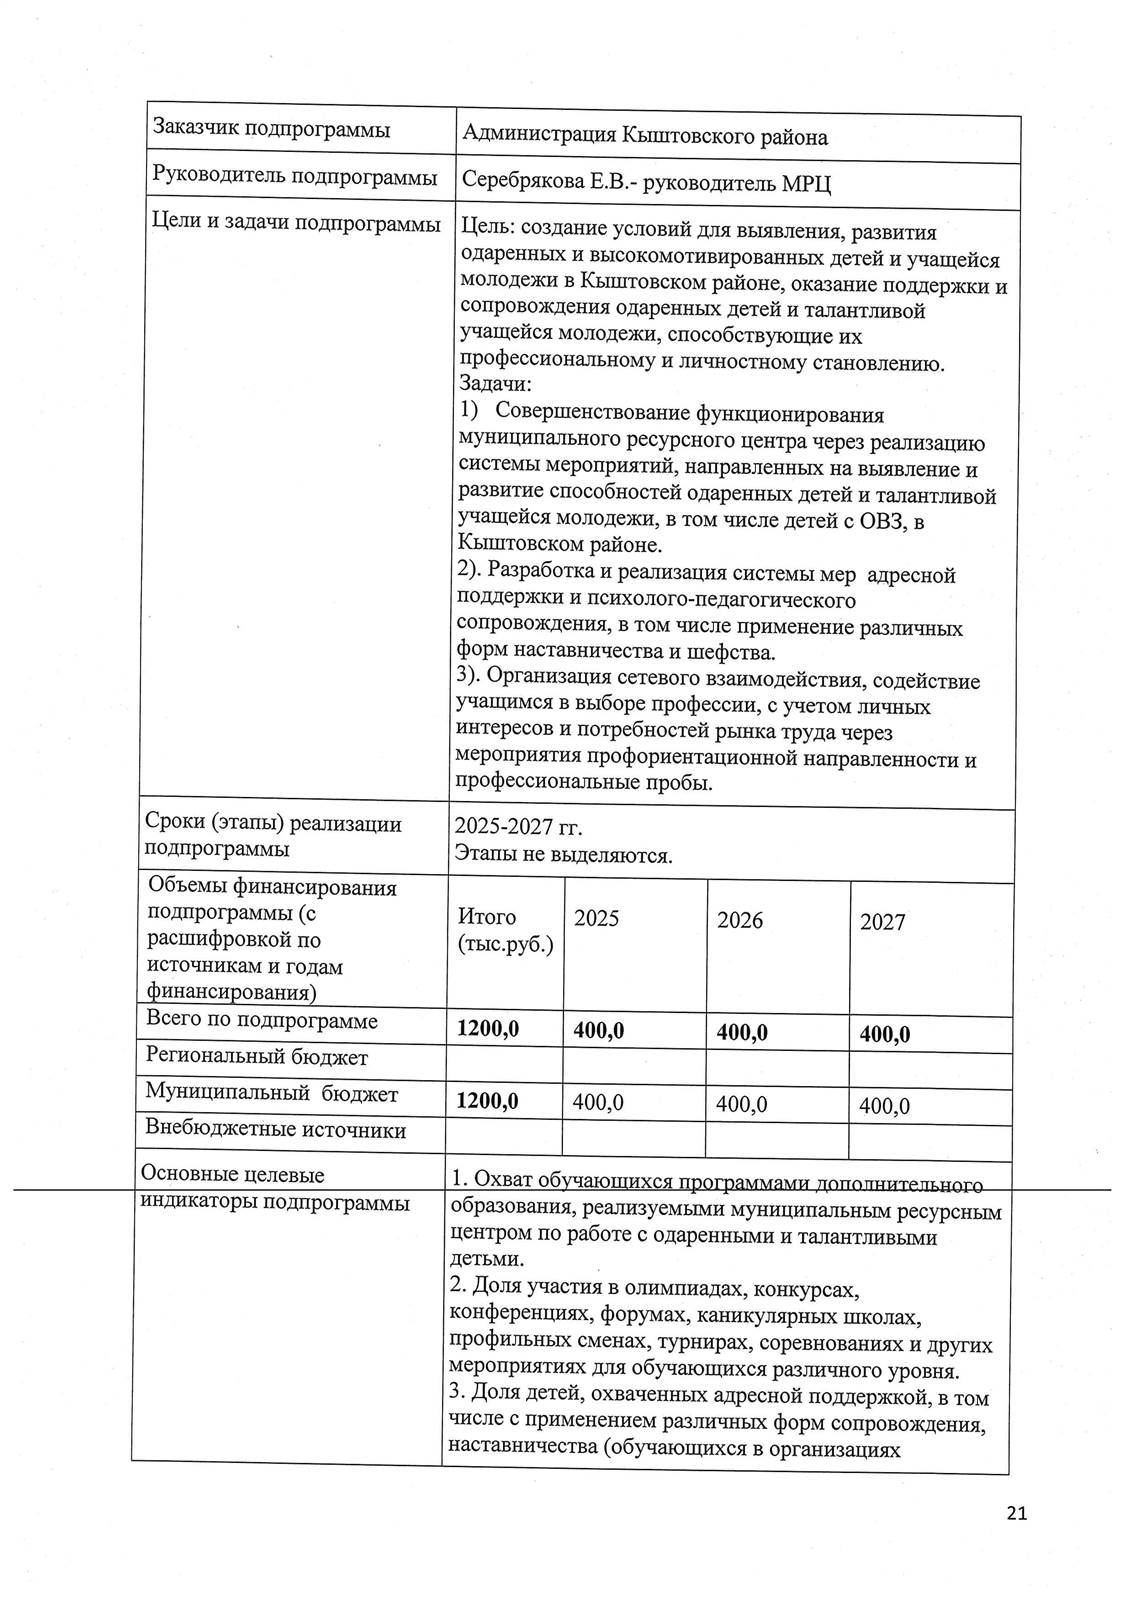 Заказчик подпрограммы
Администрация Кыштовского района
Руководитель подпрограммы
Серебрякова Е.В.- руководитель МРЦ
Цели и задачи подпрограммы
Цель: создание условий для выявления, развития
одаренных и высокомотивированных детей и учащейся
молодежи в Кыштовском районе, оказание поддержки и
сопровождения одаренных детей и талантливой
учащейся молодежи, способствующие их
профессиональному и личностному становлению.
Задачи:
1) Совершенствование функционирования
муниципального ресурсного центра через реализацию
системы мероприятий, направленных на выявление и
развитие способностей одаренных детей и талантливой
учащейся молодежи, в том числе детей с ОВЗ, в
Кыштовском районе.
2). Разработка и реализация системы мер адресной
поддержки и психолого-педагогического
сопровождения, в том числе применение различных
форм наставничества и шефства.
3). Организация сетевого взаимодействия, содействие
учащимся в выборе профессии, с учетом личных
интересов и потребностей рынка труда через
мероприятия профориентационной направленности и
профессиональные пробы.
Сроки (этапы) реализации
подпрограммы
2025-2027 гг.
Этапы не выделяются.
Объемы финансирования
подпрограммы (с
расшифровкой по
источникам и годам
финансирования)
Итого
(тыс.руб.)
2025
2026
2027
Всего по подпрограмме
1200,0
400,0
400,0
400,0
Региональный бюджет
Муниципальный бюджет
1200,0
400,0
400,0
400,0
Внебюджетные источники
Основные целевые
индикаторы подпрограммы
1. Охват обучающихся программами дополнительного
образования, реализуемыми муниципальным ресурсным
центром по работе с одаренными и талантливыми
детьми.
2. Доля участия в олимпиадах, конкурсах,
конференциях, форумах, каникулярных школах,
профильных сменах, турнирах, соревнованиях и других
мероприятиях для обучающихся различного уровня.
3. Доля детей, охваченных адресной поддержкой, в том
числе с применением различных форм сопровождения,
наставничества (обучающихся в организациях
21